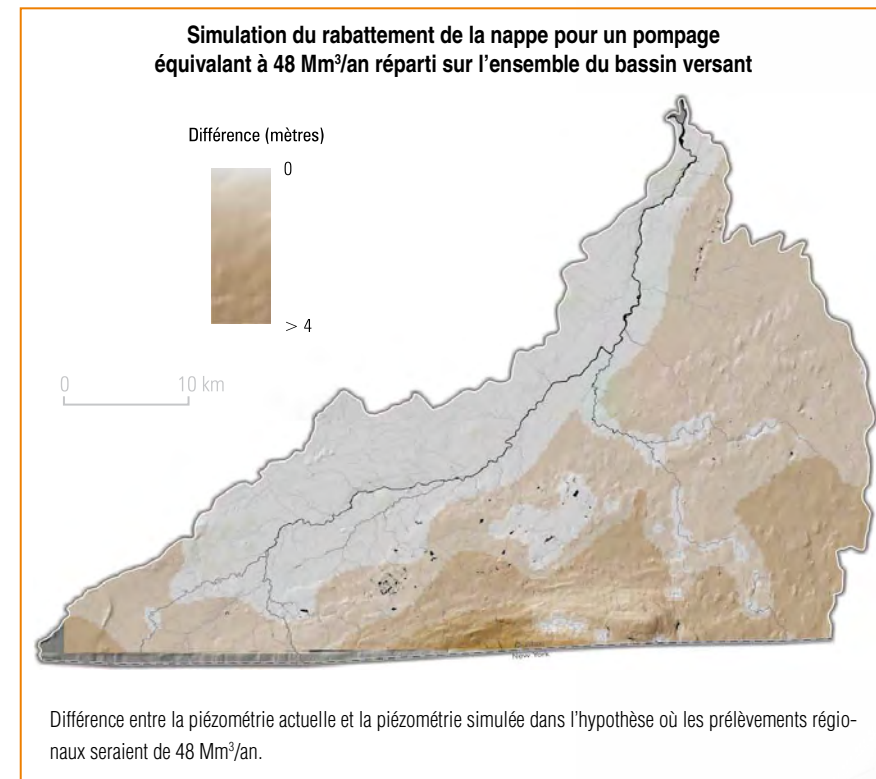 Simulation du rabattement de la nappe pour un pompage
équivalant à 48 Mm³/an réparti sur l'ensemble du bassin versant
Différence (mètres)
0
> 4
0 10 km
New York
Différence entre la piézométrie actuelle et la piézométrie simulée dans l'hypothèse où les prélèvements régio-
naux seraient de 48 Mm³/an.